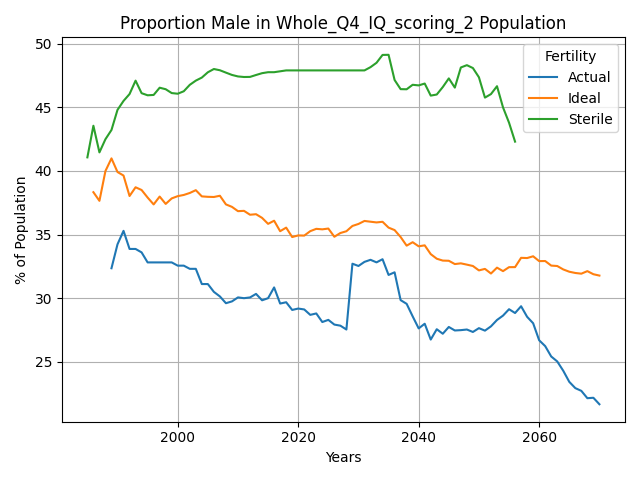 Proportion Male in Whole_Q4_IQ_scoring_2 Population
Fertility
Actual
Ideal
Sterile
% of Population
50
45
40
35
30
25
2000
2020
2040
2060
Years